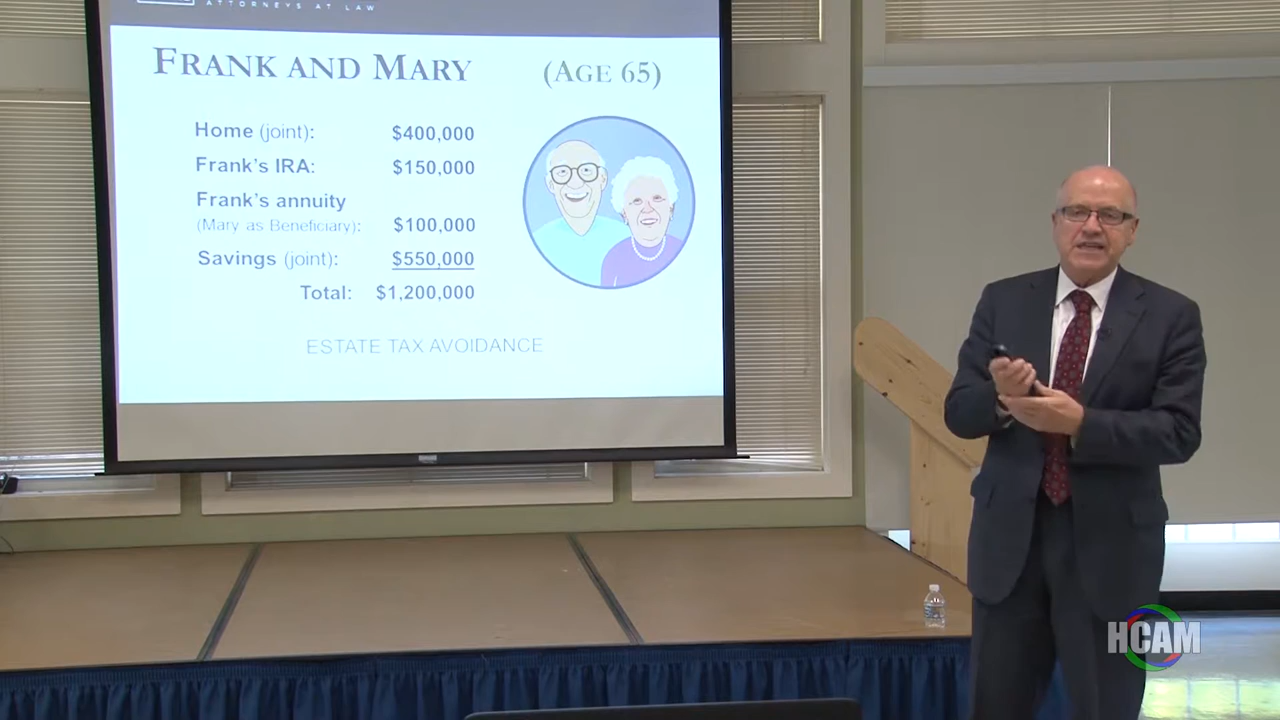 ATTORNEYS AT LAW
FRANK AND MARY (AGE 65)
Home (joint): $400,000
Frank's IRA: $150,000
Frank's annuity
(Mary as Beneficiary): $100,000
Savings (joint): $550,000
Total: $1,200,000
ESTATE TAX AVOIDANCE
HCAM